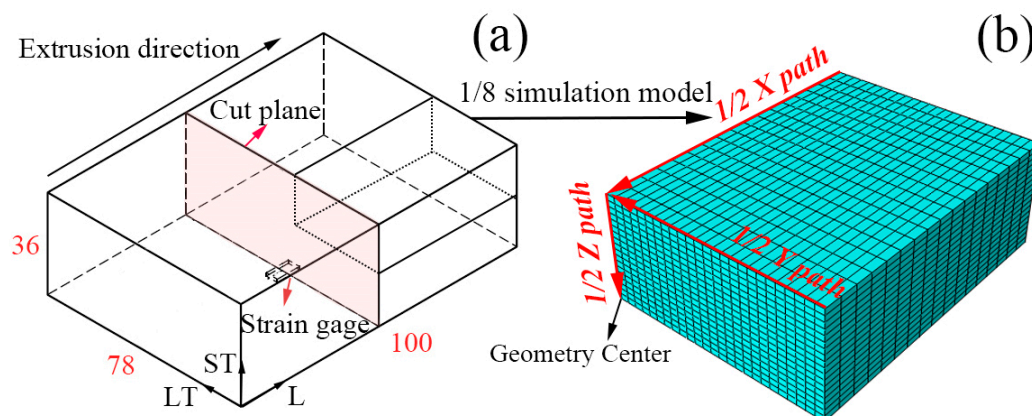 (a)
Extrusion direction
Cut plane
36
Strain gage
78
100
ST
LT
L
1/8 simulation model
(b)
1/2 X path
1/2 Z path
1/2 Y path
Geometry Center